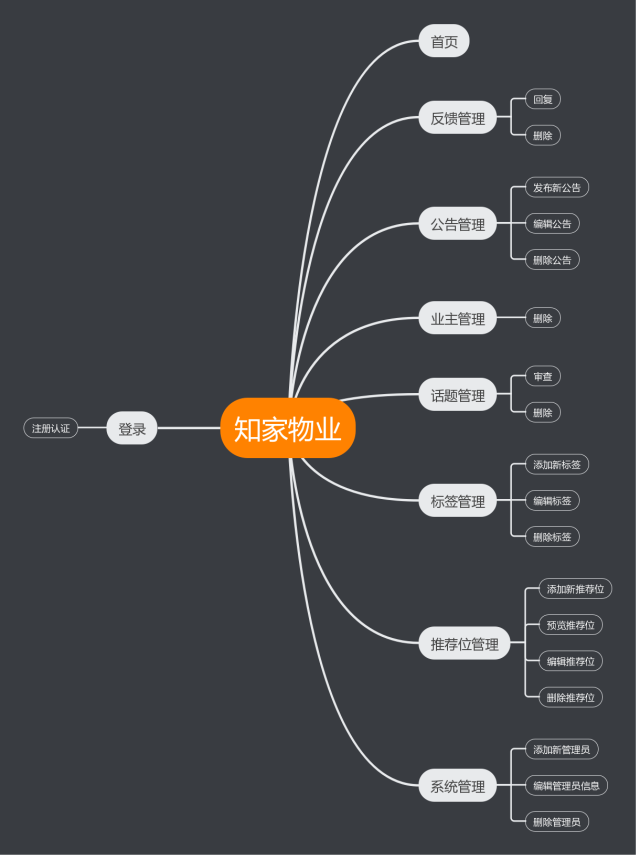 知家物业
登录
注册认证
首页
反馈管理
回复
删除
公告管理
发布新公告
编辑公告
删除公告
业主管理
删除
话题管理
审查
删除
标签管理
添加新标签
编辑标签
删除标签
推荐位管理
添加新推荐位
预览推荐位
编辑推荐位
删除推荐位
系统管理
添加新管理员
编辑管理员信息
删除管理员